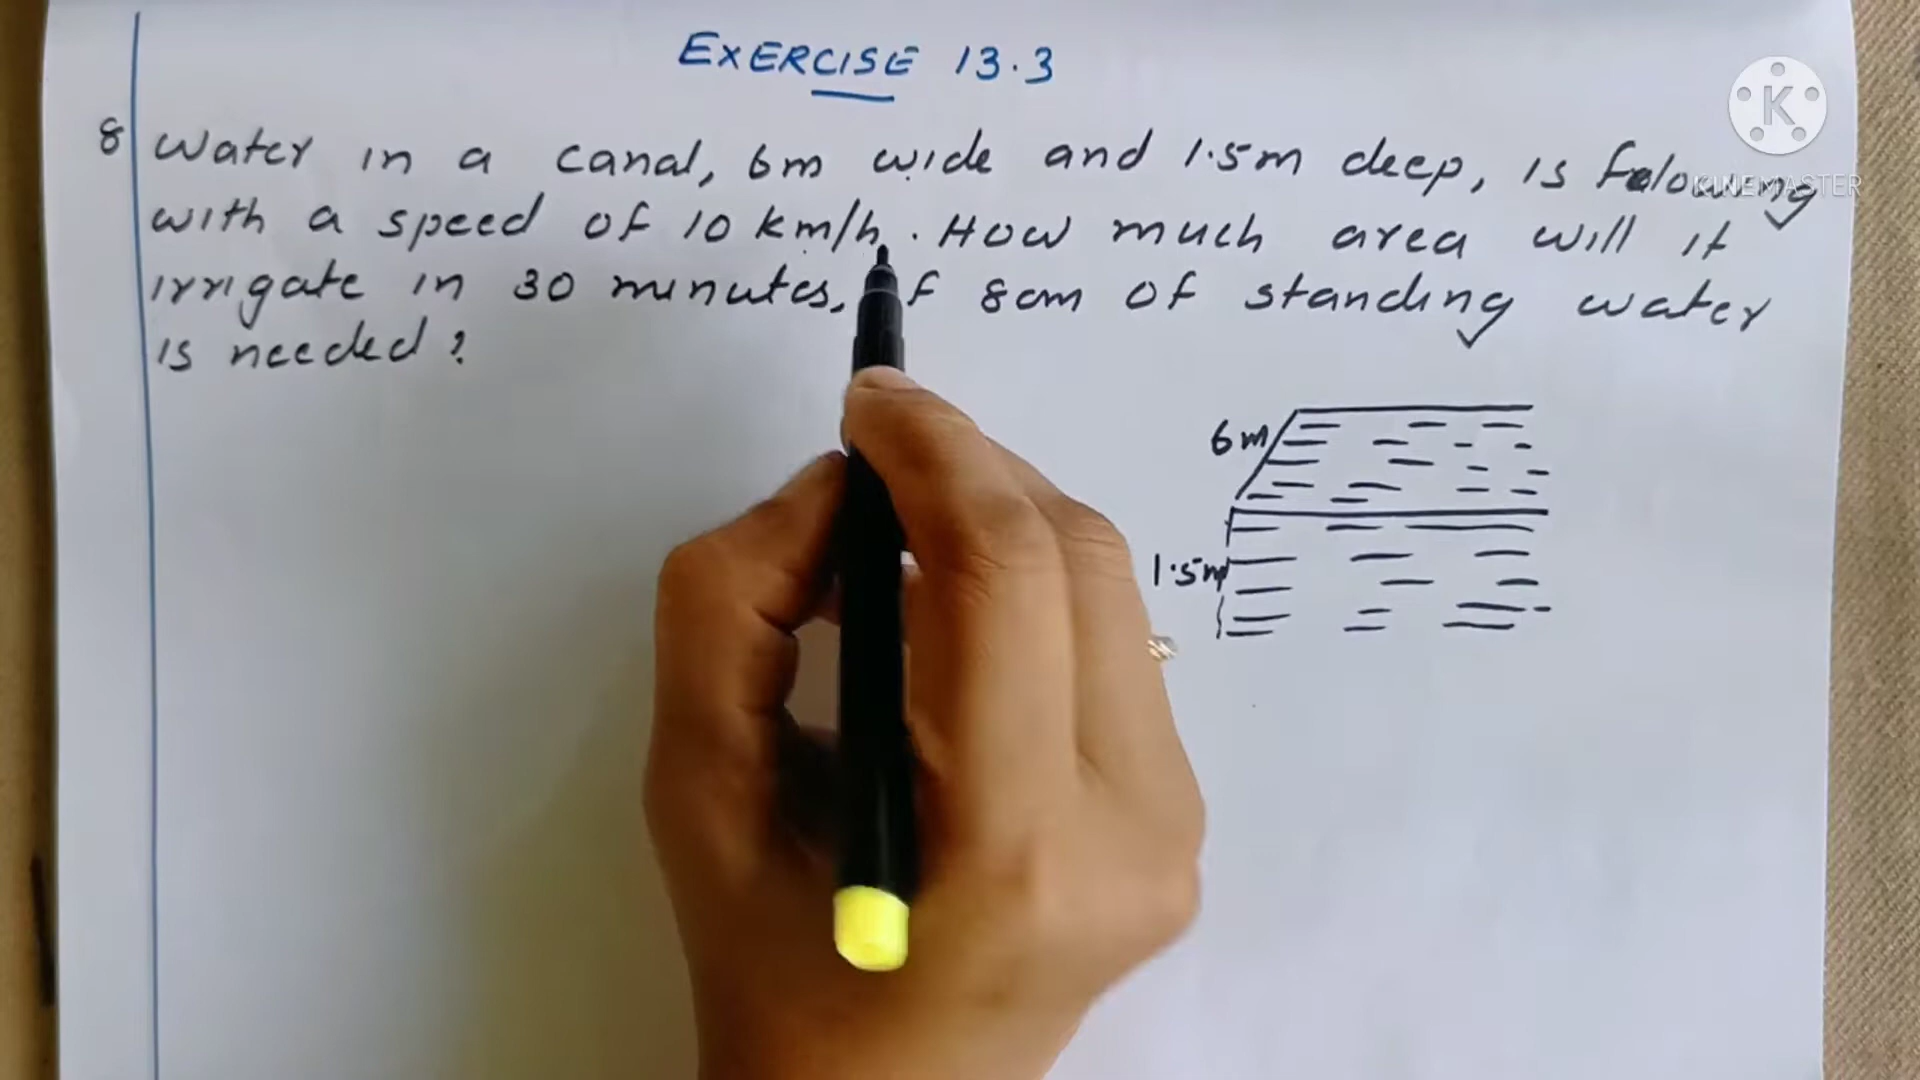 EXERCISE 13.3
8 Water in a canal, 6m wide and 1.5m deep, is
with a speed of 10 km/h. How much area will it
irrigate in 30 minutes, if 8cm of standing water
is needed?
6m
1.5m
K
KINEMASTER